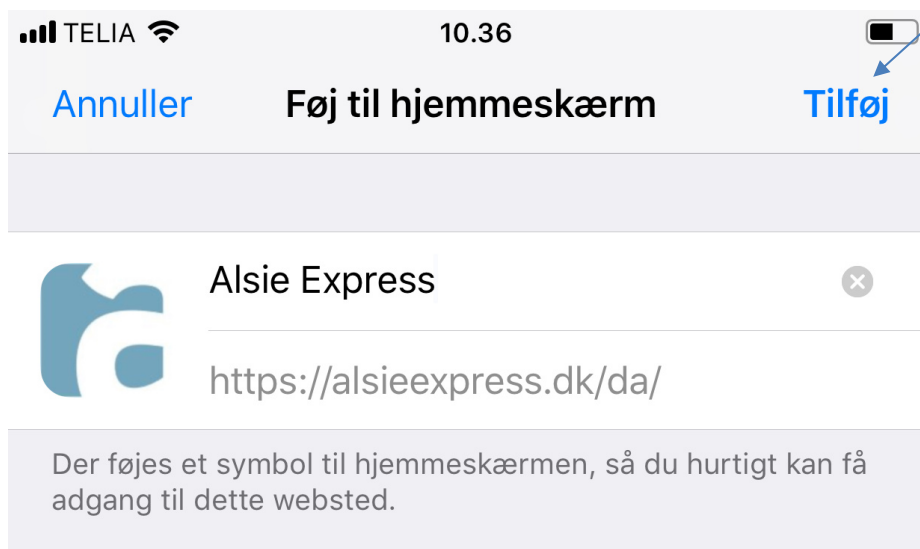 TELIA 10.36
Annuller Føj til hjemmeskærm Tilføj
Alsie Express
https://alsieexpress.dk/da/
Der føjes et symbol til hjemmeskærmen, så du hurtigt kan få
adgang til dette websted.